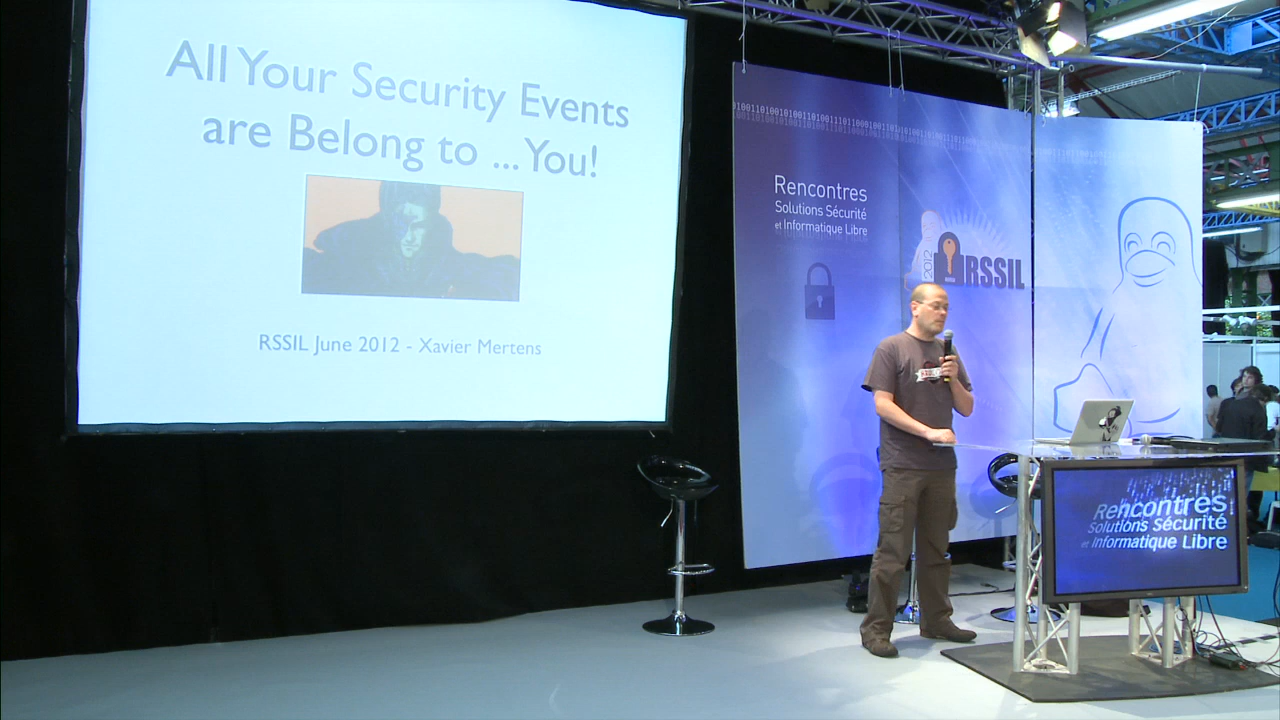 All Your Security Events
are Belong to ... You!
RSSIL June 2012 - Xavier Mertens
Rencontres
Solutions Sécurité
et Informatique Libre
2012
RSSIL
Rencontres
Solutions Sécurité
et Informatique Libre